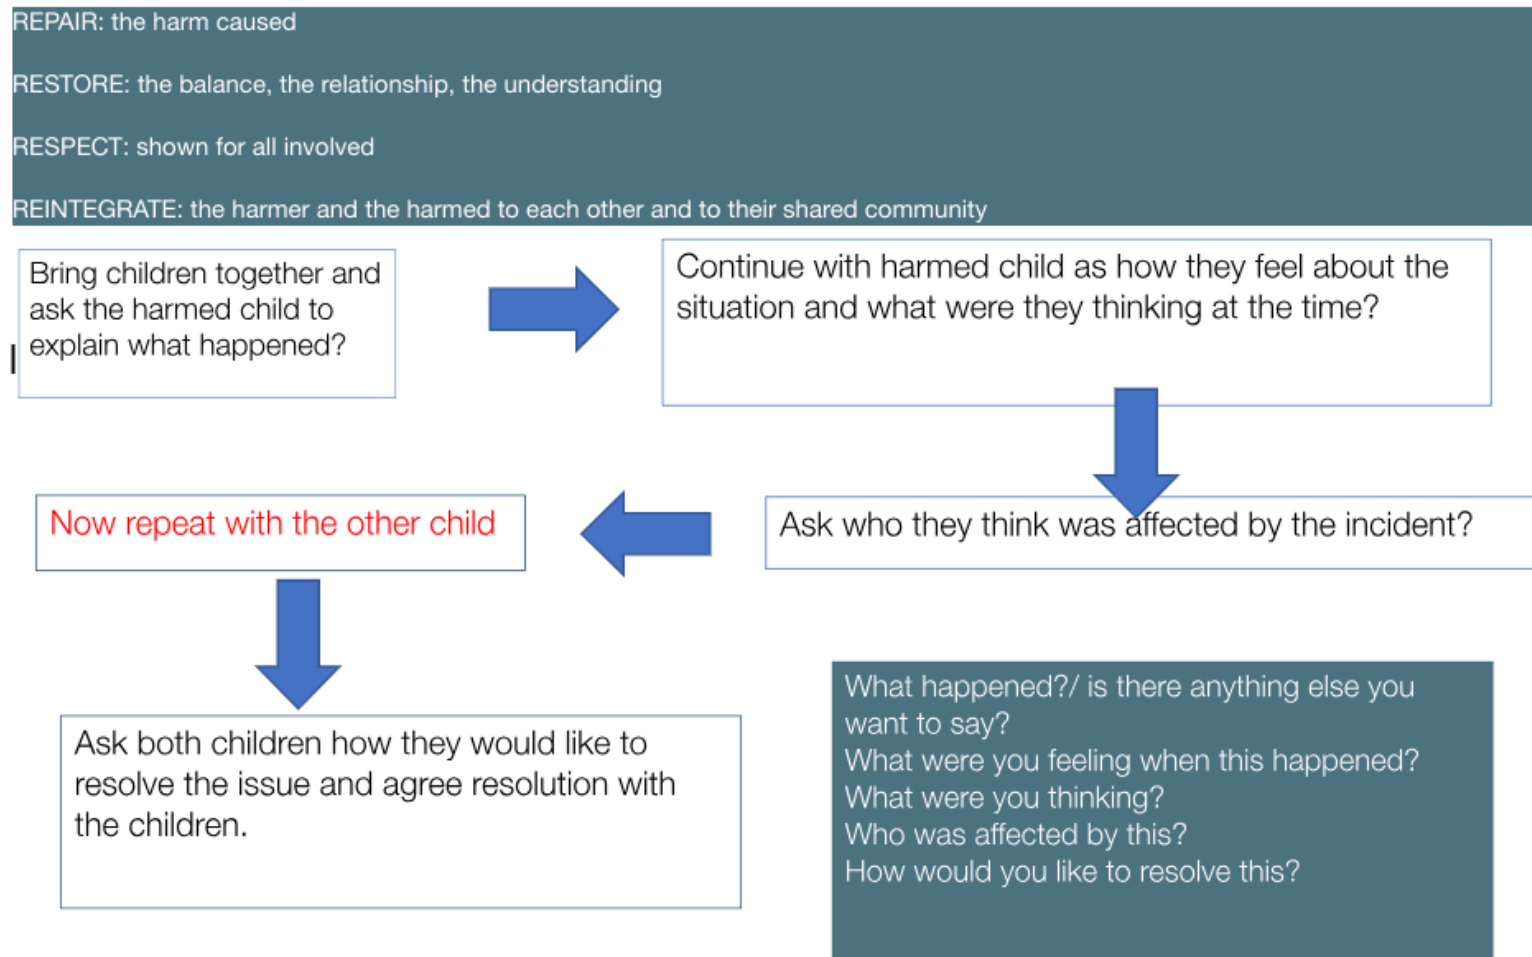 REPAIR: the harm caused
RESTORE: the balance, the relationship, the understanding
RESPECT: shown for all involved
REINTEGRATE: the harmer and the harmed to each other and to their shared community
Bring children together and
ask the harmed child to
explain what happened?
Continue with harmed child as how they feel about the
situation and what were they thinking at the time?
Ask who they think was affected by the incident?
Now repeat with the other child
Ask both children how they would like to
resolve the issue and agree resolution with
the children.
What happened?/ is there anything else you
want to say?
What were you feeling when this happened?
What were you thinking?
Who was affected by this?
How would you like to resolve this?